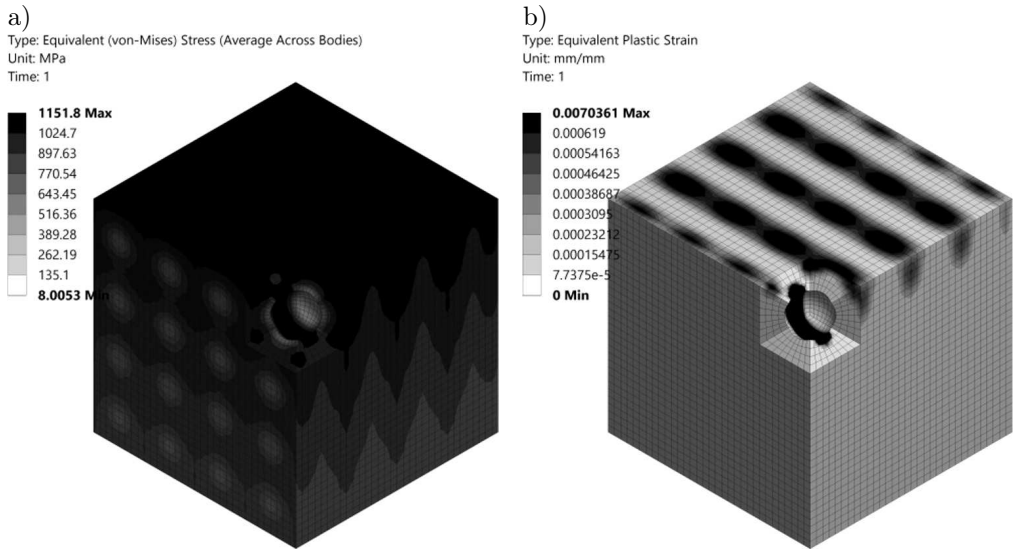 a)
Type: Equivalent (von-Mises) Stress (Average Across Bodies)
Unit: MPa
Time: 1
1151.8 Max
1024.7
897.63
770.54
643.45
516.36
389.28
262.19
135.1
8.0053 Min
b)
Type: Equivalent Plastic Strain
Unit: mm/mm
Time: 1
0.0070361 Max
0.000619
0.00054163
0.00046425
0.00038687
0.0003095
0.00023212
0.00015475
7.7375e-5
0 Min